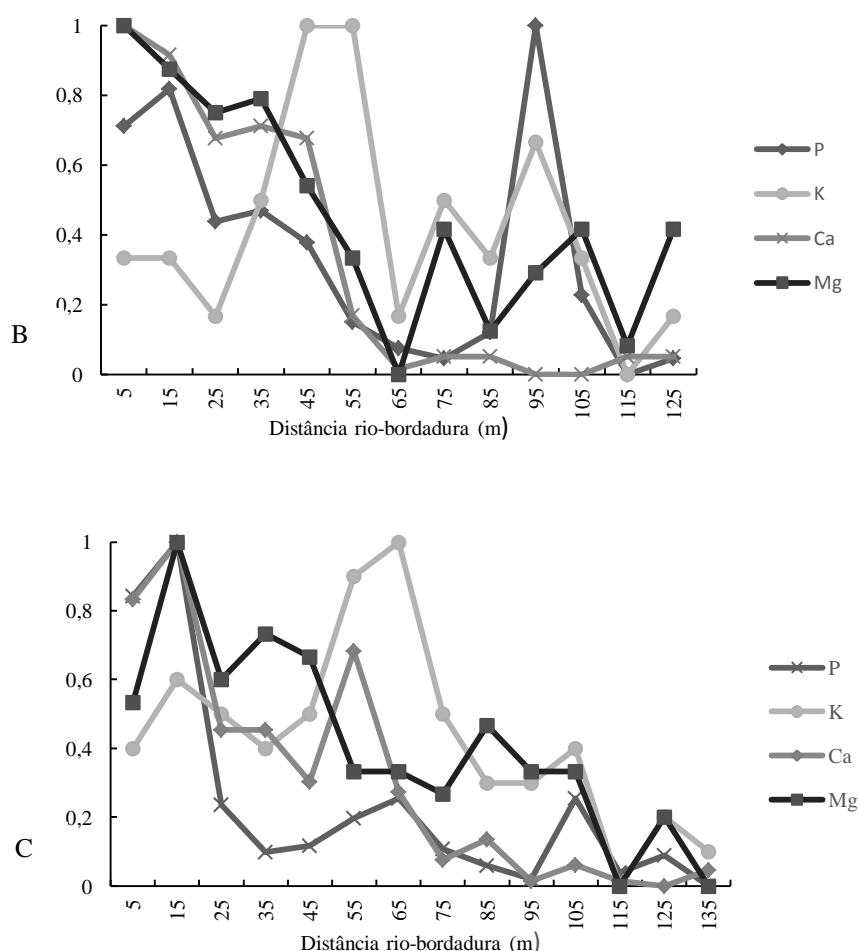 1
0,8
0,6
0,4
0,2
0
B
5 15 25 35 45 55 65 75 85 95 105 115 125
Distância rio-bordadura (m)
P
K
Ca
Mg
1
0,8
0,6
0,4
0,2
0
C
5 15 25 35 45 55 65 75 85 95 105 115 125 135
Distância rio-bordadura (m)
P
K
Ca
Mg